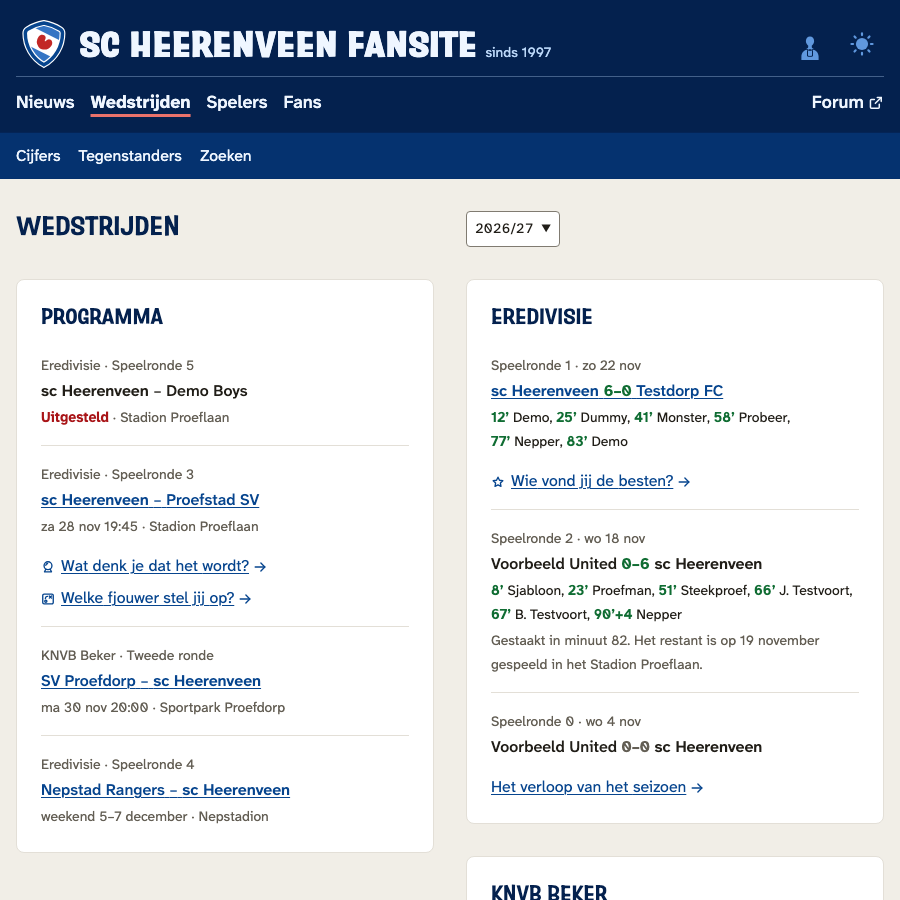 SC HEERENVEEN FANSITE sinds 1997
Nieuws Wedstrijden Spelers Fans Forum
Cijfers Tegenstanders Zoeken
WEDSTRIJDEN
2026/27 ▼
PROGRAMMA
Eredivisie · Speelronde 5
sc Heerenveen – Demo Boys
Uitgesteld · Stadion Proeflaan
Eredivisie · Speelronde 3
sc Heerenveen – Proefstad SV
za 28 nov 19:45 · Stadion Proeflaan
Wat denk je dat het wordt? →
Welke fjouwer stel jij op? →
KNVB Beker · Tweede ronde
SV Proefdorp – sc Heerenveen
ma 30 nov 20:00 · Sportpark Proefdorp
Eredivisie · Speelronde 4
Nepstad Rangers – sc Heerenveen
weekend 5–7 december · Nepstadion
EREDIVISIE
Speelronde 1 · zo 22 nov
sc Heerenveen 6–0 Testdorp FC
12’ Demo, 25’ Dummy, 41’ Monster, 58’ Probeer,
77’ Nepper, 83’ Demo
Wie vond jij de besten? →
Speelronde 2 · wo 18 nov
Voorbeeld United 0–6 sc Heerenveen
8’ Sjabloon, 23’ Proefman, 51’ Steekproef, 66’ J. Testvoort,
67’ B. Testvoort, 90’+4 Nepper
Gestaakt in minuut 82. Het restant is op 19 november
gespeeld in het Stadion Proeflaan.
Speelronde 0 · wo 4 nov
Voorbeeld United 0–0 sc Heerenveen
Het verloop van het seizoen →
KNVB BEKER